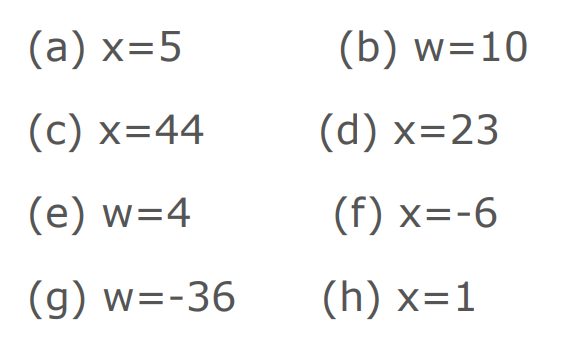 (a) x=5 (b) w=10
(c) x=44 (d) x=23
(e) w=4 (f) x=-6
(g) w=-36 (h) x=1